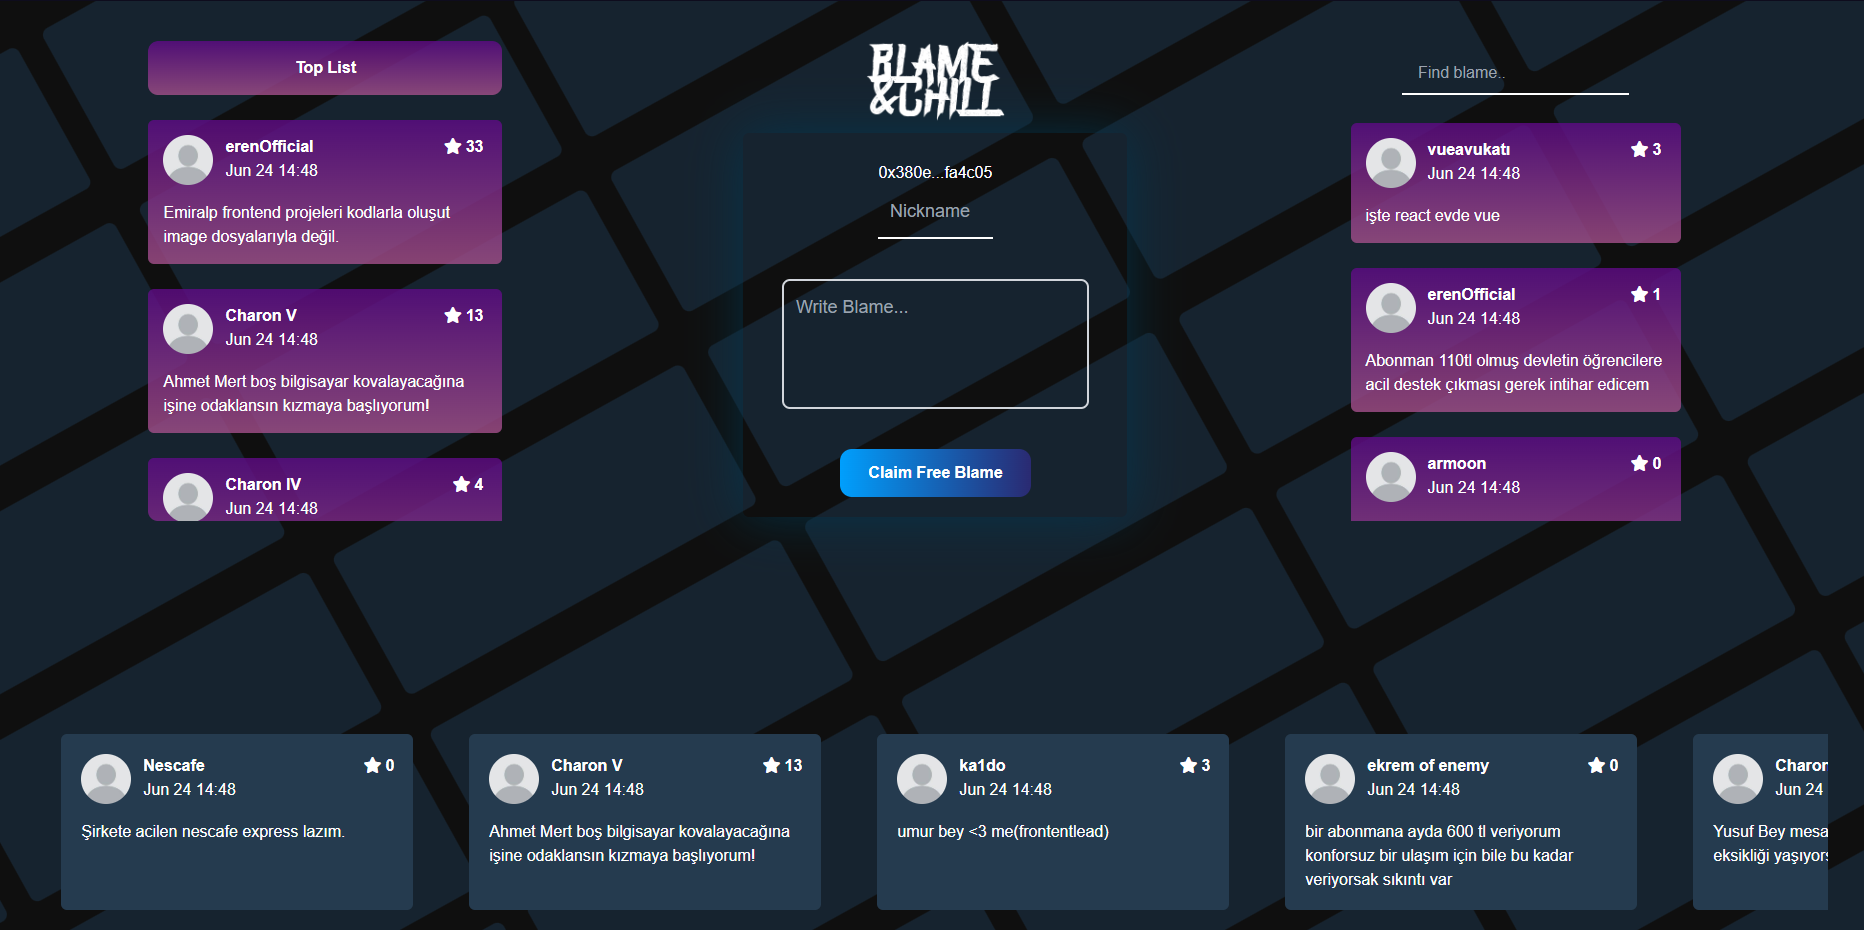 Top List
erenOfficial
33
Jun 24 14:48
Emiralp frontend projeleri kodlarla oluşut
image dosyalarıyla değil.
Charon V
13
Jun 24 14:48
Ahmet Mert boş bilgisayar kovalayacağına
işine odaklansın kızmaya başlıyorum!
Charon IV
4
Jun 24 14:48
BLAME
&CHILL
0x380e...fa4c05
Nickname
Write Blame...
Claim Free Blame
Find blame..
vueavukatı
3
Jun 24 14:48
işte react evde vue
erenOfficial
1
Jun 24 14:48
Abonman 110tl olmuş devletin öğrencilere
acil destek çıkması gerek intihar edicem
armoon
0
Jun 24 14:48
Nescafe
0
Jun 24 14:48
Şirkete acilen nescafe express lazım.
Charon V
13
Jun 24 14:48
Ahmet Mert boş bilgisayar kovalayacağına
işine odaklansın kızmaya başlıyorum!
ka1do
3
Jun 24 14:48
umur bey <3 me(frontentlead)
ekrem of enemy
0
Jun 24 14:48
bir abonmana ayda 600 tl veriyorum
konforsuz bir ulaşım için bile bu kadar
veriyorsak sıkıntı var
Charon
Jun 24
Yusuf Bey mesa
eksikliği yaşıyors